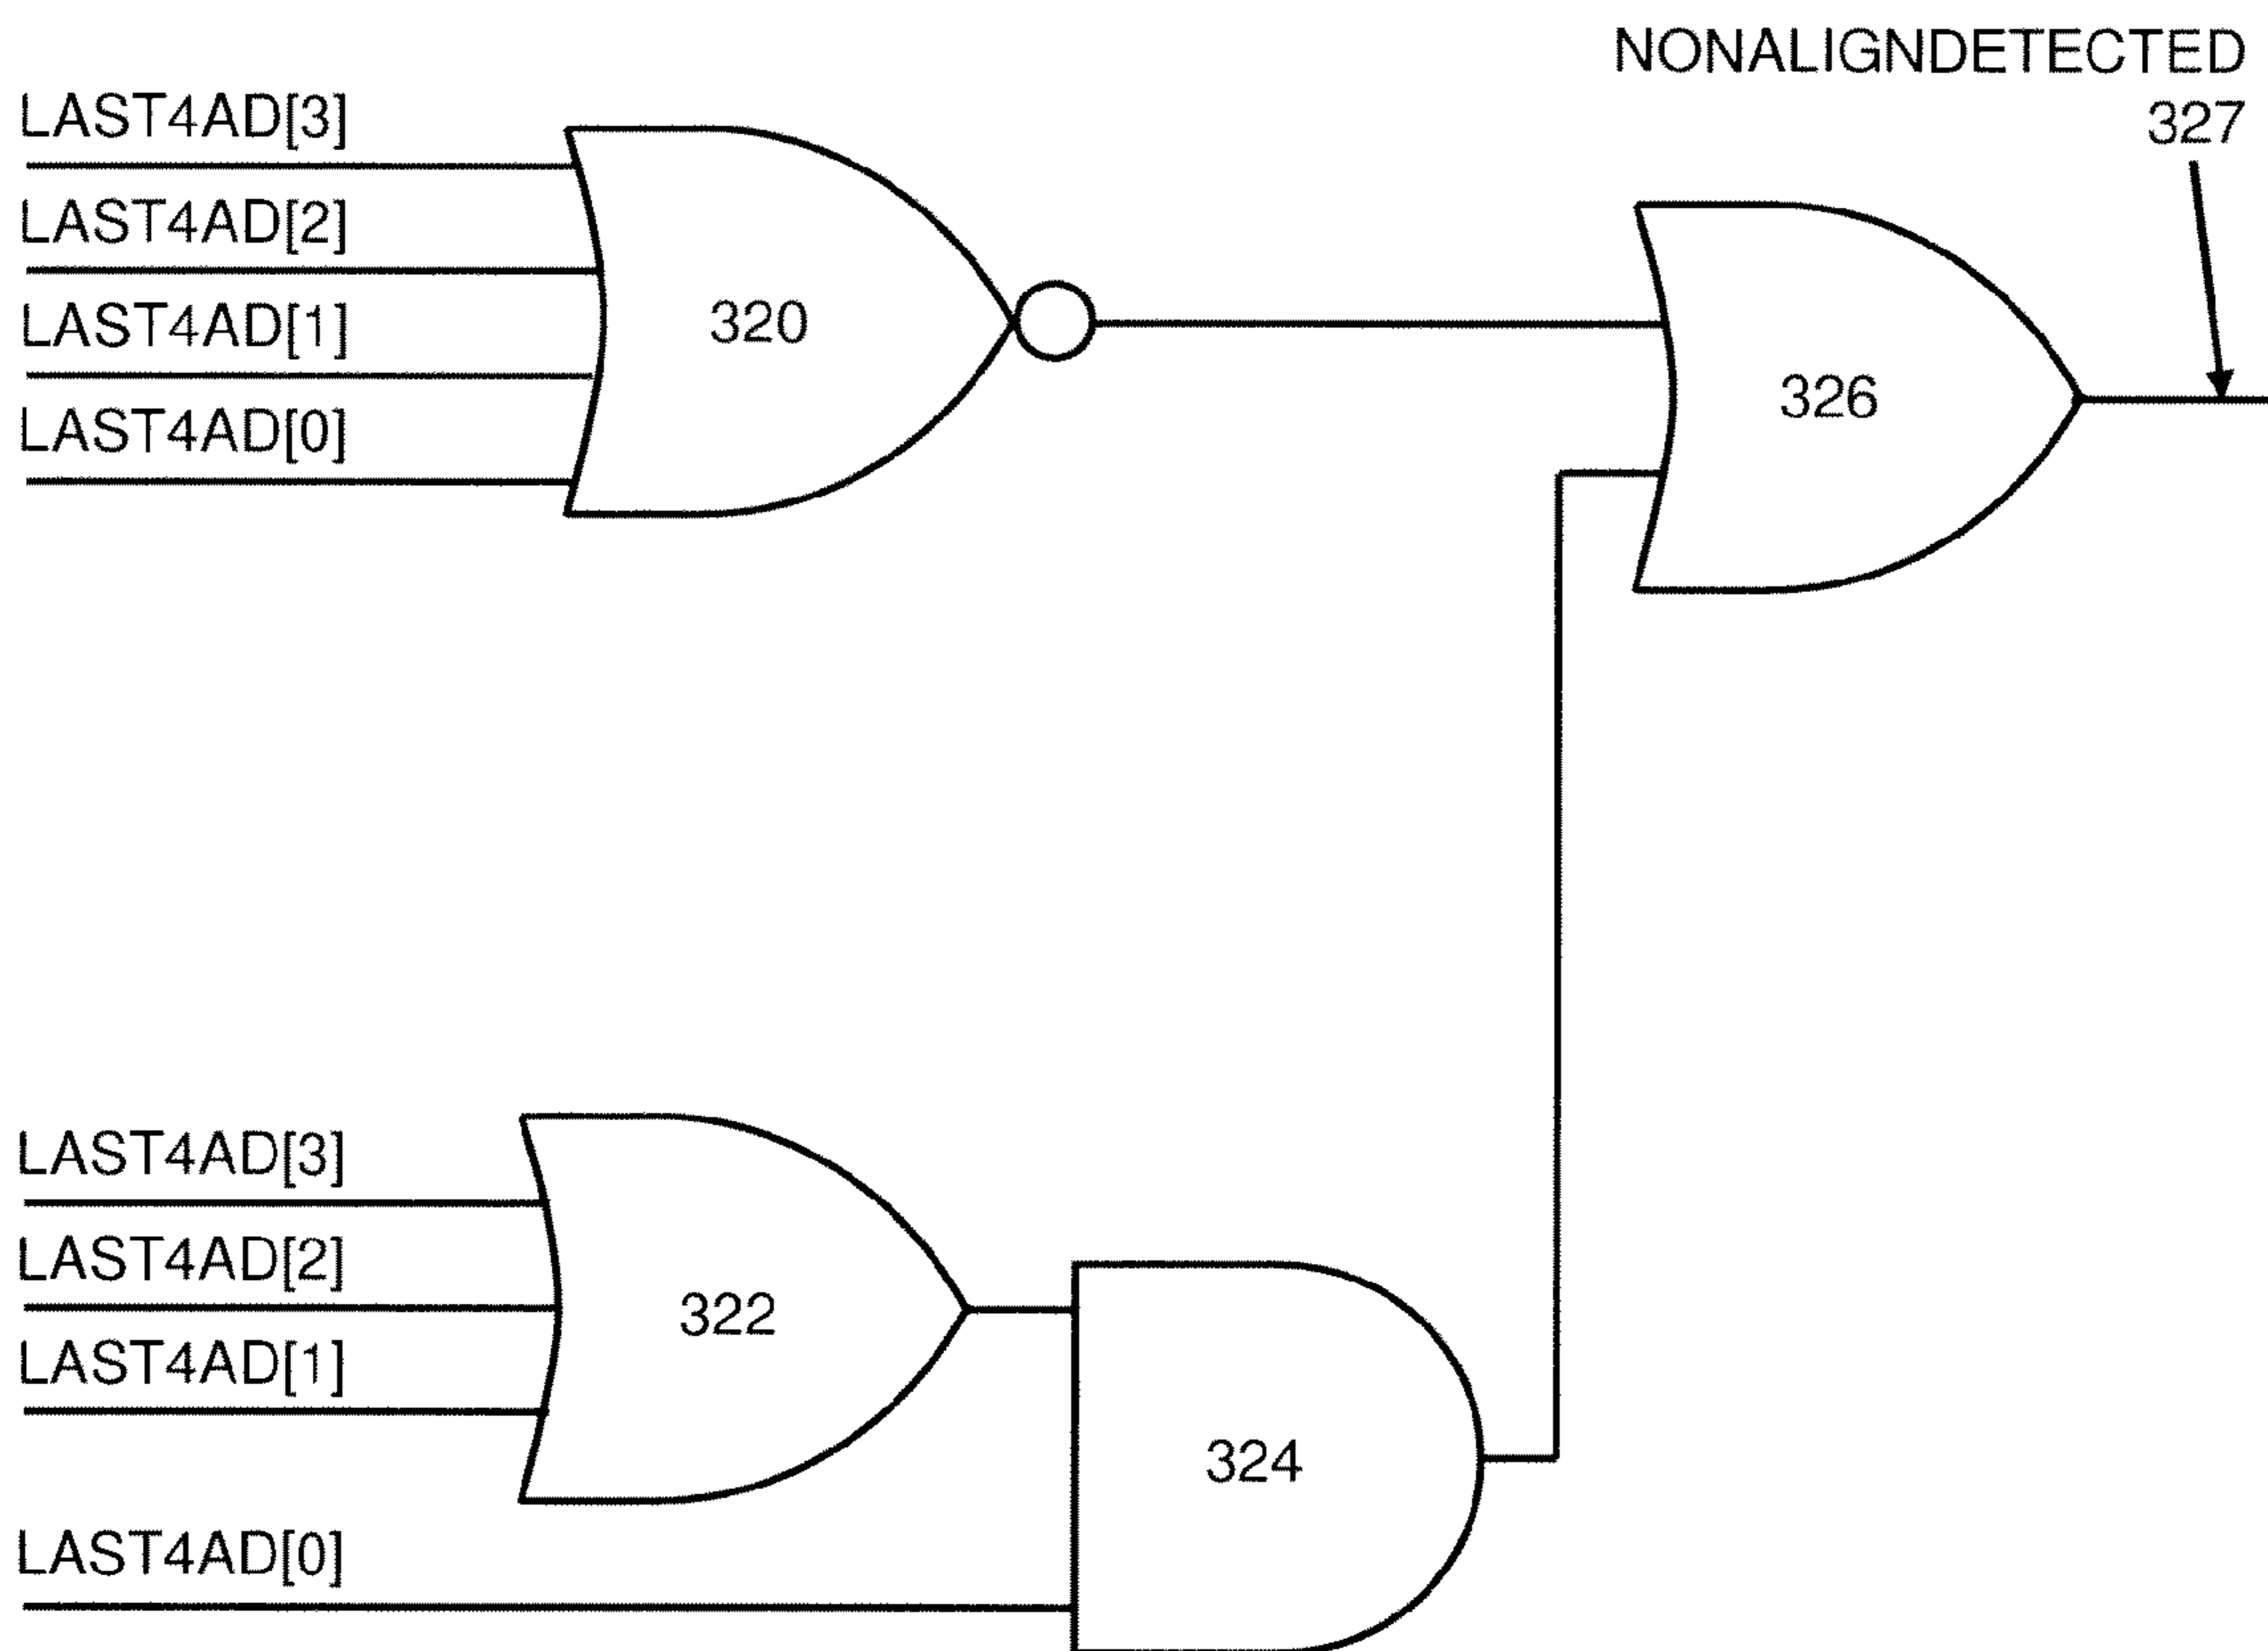 NONALIGNDETECTED
327
LAST4AD[3]
LAST4AD[2]
LAST4AD[1]
LAST4AD[0]
320
326
LAST4AD[3]
LAST4AD[2]
LAST4AD[1]
LAST4AD[0]
322
324